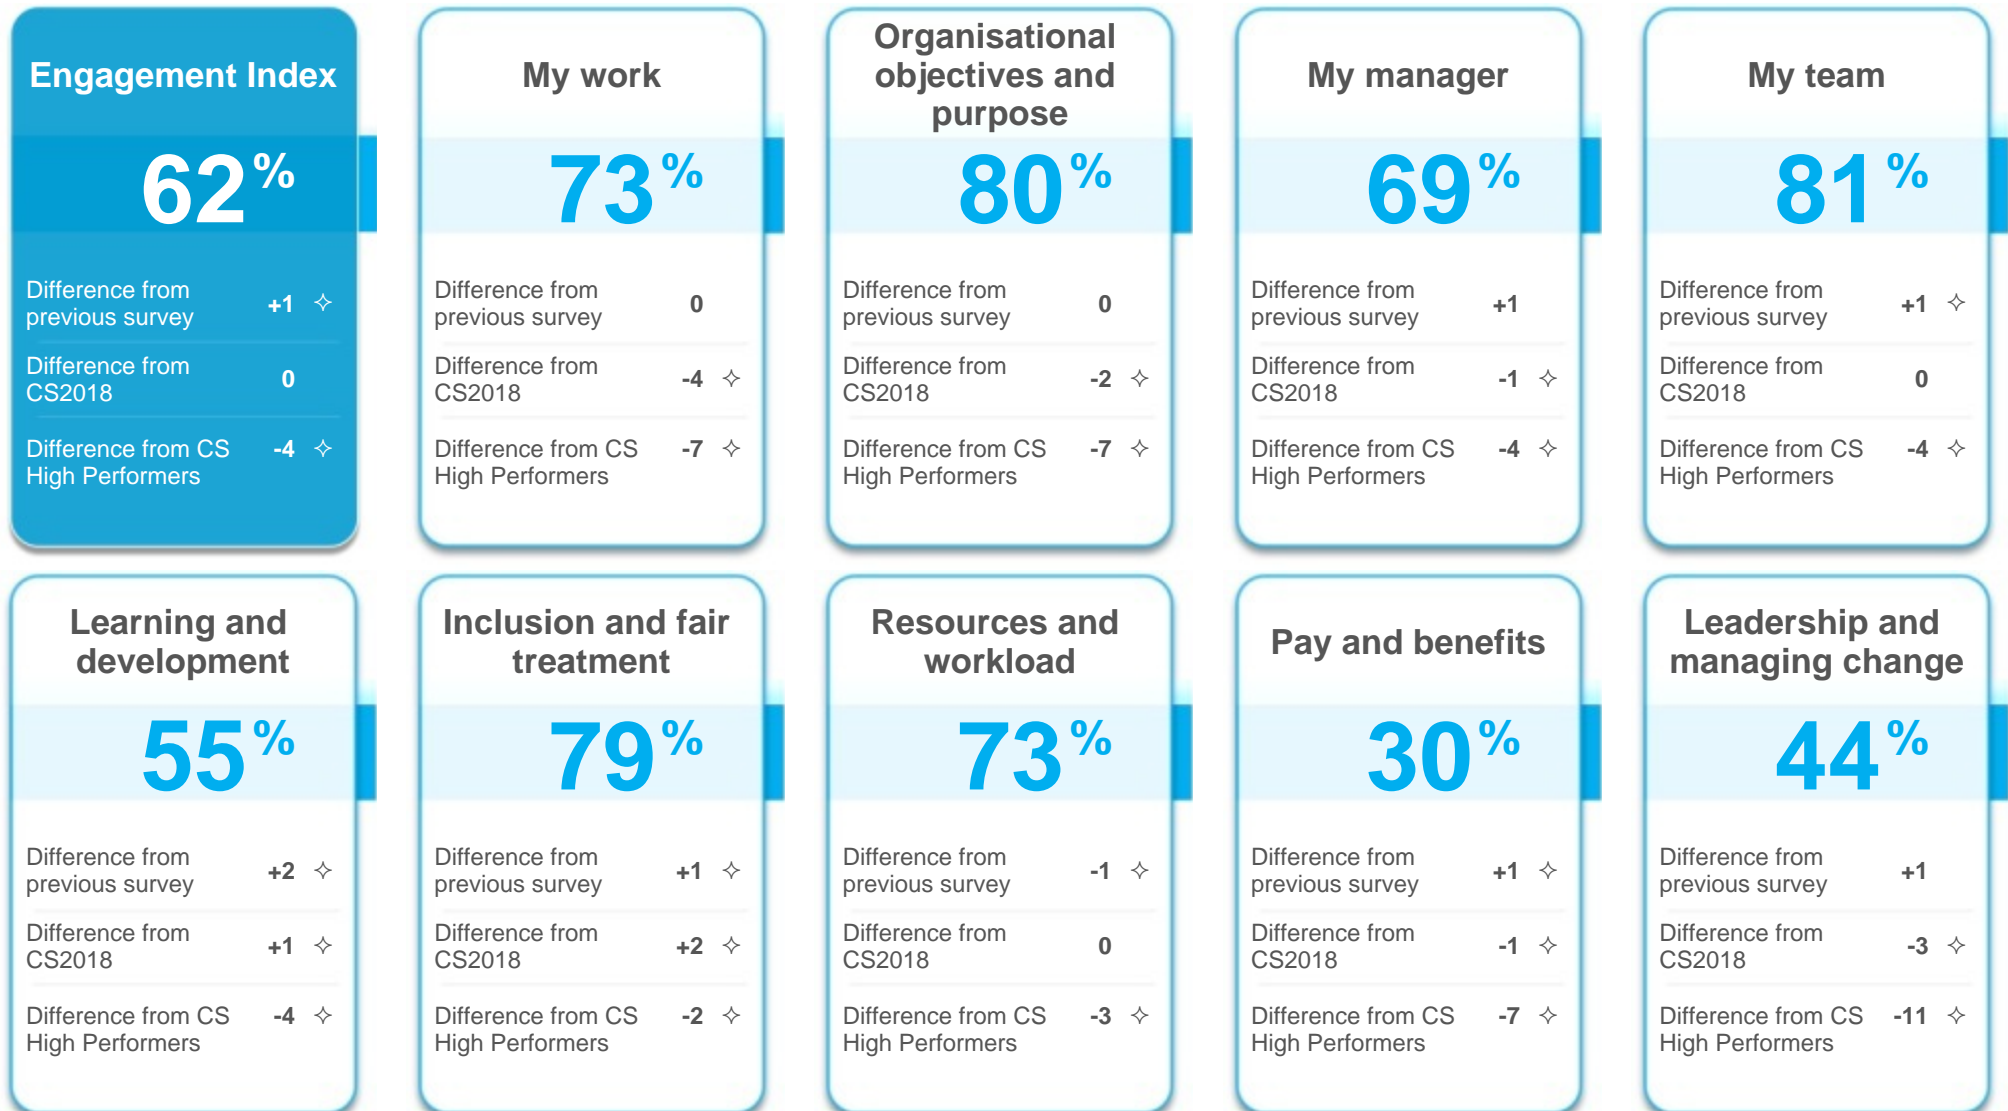 Engagement Index
62%
Difference from
previous survey +1 ✧
Difference from
CS2018 0
Difference from CS
High Performers -4 ✧
My work
73%
Difference from
previous survey 0
Difference from
CS2018 -4 ✧
Difference from CS
High Performers -7 ✧
Organisational
objectives and
purpose
80%
Difference from
previous survey 0
Difference from
CS2018 -2 ✧
Difference from CS
High Performers -7 ✧
My manager
69%
Difference from
previous survey +1
Difference from
CS2018 -1 ✧
Difference from CS
High Performers -4 ✧
My team
81%
Difference from
previous survey +1 ✧
Difference from
CS2018 0
Difference from CS
High Performers -4 ✧
Learning and
development
55%
Difference from
previous survey +2 ✧
Difference from
CS2018 +1 ✧
Difference from CS
High Performers -4 ✧
Inclusion and fair
treatment
79%
Difference from
previous survey +1 ✧
Difference from
CS2018 +2 ✧
Difference from CS
High Performers -2 ✧
Resources and
workload
73%
Difference from
previous survey -1 ✧
Difference from
CS2018 0
Difference from CS
High Performers -3 ✧
Pay and benefits
30%
Difference from
previous survey +1 ✧
Difference from
CS2018 -1 ✧
Difference from CS
High Performers -7 ✧
Leadership and
managing change
44%
Difference from
previous survey +1
Difference from
CS2018 -3 ✧
Difference from CS
High Performers -11 ✧